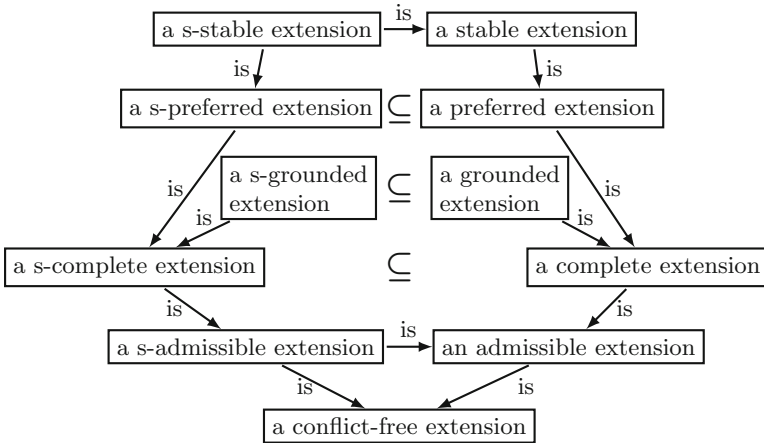 a s-stable extension is a stable extension
is is
a s-preferred extension ⊆ a preferred extension
is a s-grounded extension ⊆ a grounded extension is
is is
a s-complete extension ⊆ a complete extension
is is
a s-admissible extension is an admissible extension
is is
a conflict-free extension